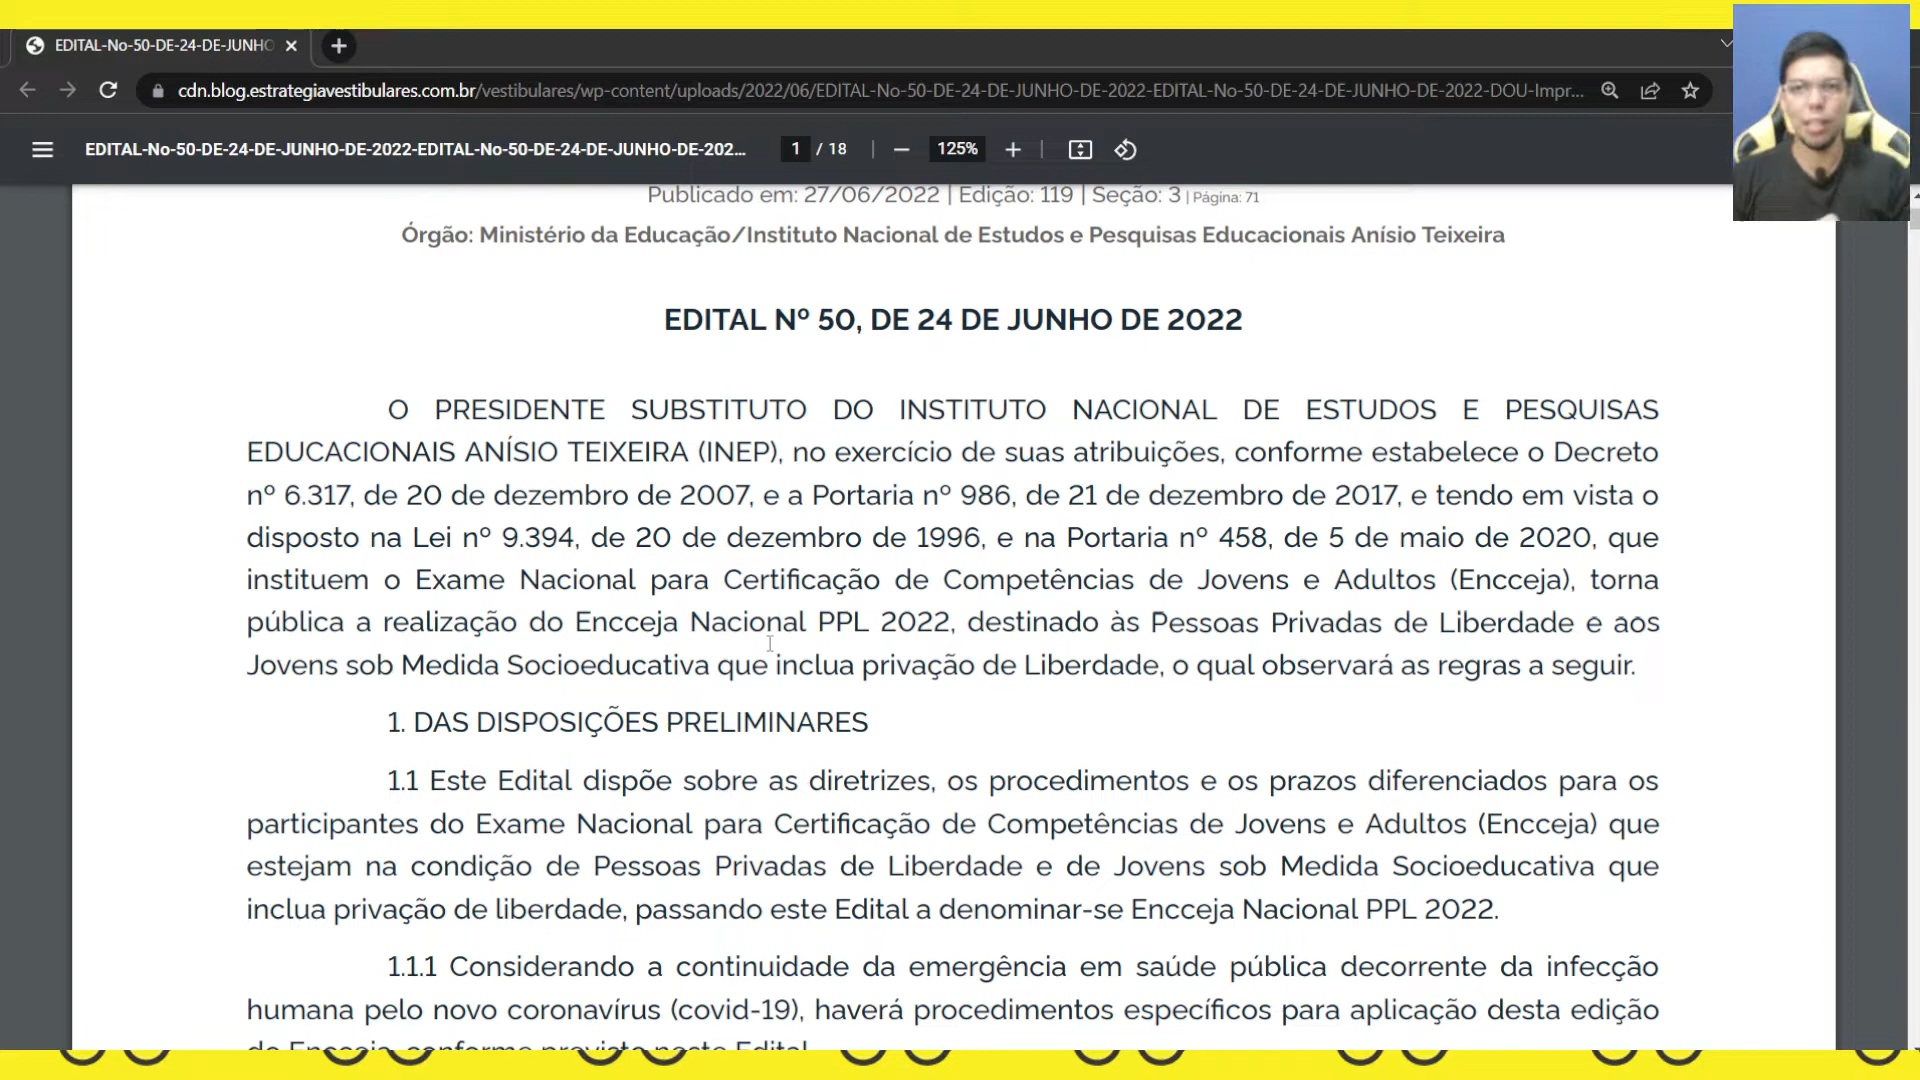 EDITAL-No-50-DE-24-DE-JUNHO
cdn.blog.estrategiavestibulares.com.br/vestibulares/wp-content/uploads/2022/06/EDITAL-No-50-DE-24-DE-JUNHO-DE-2022-EDITAL-No-50-DE-24-DE-JUNHO-DE-2022-DOU-Impr...
EDITAL-No-50-DE-24-DE-JUNHO-DE-2022-EDITAL-No-50-DE-24-DE-JUNHO-DE-202... 1 / 18 125%
Publicado em: 27/06/2022 | Edição: 119 | Seção: 3 | Página: 71
Órgão: Ministério da Educação/Instituto Nacional de Estudos e Pesquisas Educacionais Anísio Teixeira
EDITAL Nº 50, DE 24 DE JUNHO DE 2022
O PRESIDENTE SUBSTITUTO DO INSTITUTO NACIONAL DE ESTUDOS E PESQUISAS
EDUCACIONAIS ANÍSIO TEIXEIRA (INEP), no exercício de suas atribuições, conforme estabelece o Decreto
nº 6.317, de 20 de dezembro de 2007, e a Portaria nº 986, de 21 de dezembro de 2017, e tendo em vista o
disposto na Lei nº 9.394, de 20 de dezembro de 1996, e na Portaria nº 458, de 5 de maio de 2020, que
instituem o Exame Nacional para Certificação de Competências de Jovens e Adultos (Encceja), torna
pública a realização do Encceja Nacional PPL 2022, destinado às Pessoas Privadas de Liberdade e aos
Jovens sob Medida Socioeducativa que inclua privação de Liberdade, o qual observará as regras a seguir.
1. DAS DISPOSIÇÕES PRELIMINARES
1.1 Este Edital dispõe sobre as diretrizes, os procedimentos e os prazos diferenciados para os
participantes do Exame Nacional para Certificação de Competências de Jovens e Adultos (Encceja) que
estejam na condição de Pessoas Privadas de Liberdade e de Jovens sob Medida Socioeducativa que
inclua privação de liberdade, passando este Edital a denominar-se Encceja Nacional PPL 2022.
1.1.1 Considerando a continuidade da emergência em saúde pública decorrente da infecção
humana pelo novo coronavírus (covid-19), haverá procedimentos específicos para aplicação desta edição
do Encceja, conforme previsto neste Edital.